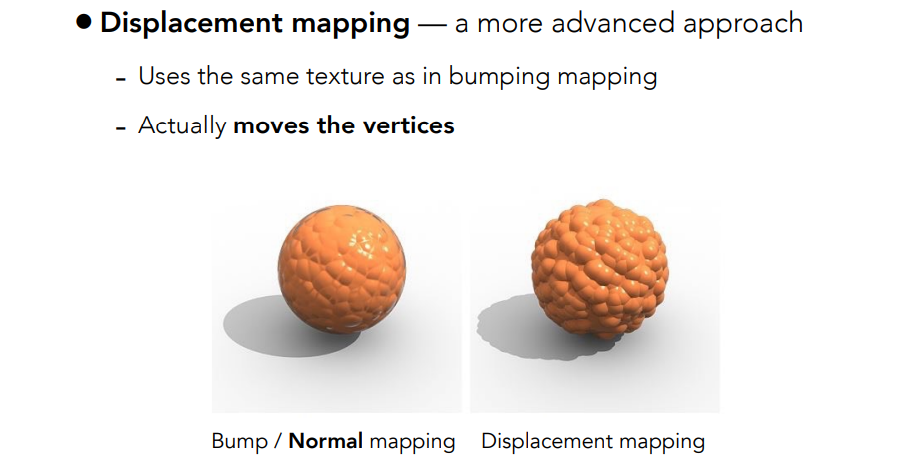 ● Displacement mapping — a more advanced approach
- Uses the same texture as in bumping mapping
- Actually moves the vertices
Bump / Normal mapping
Displacement mapping